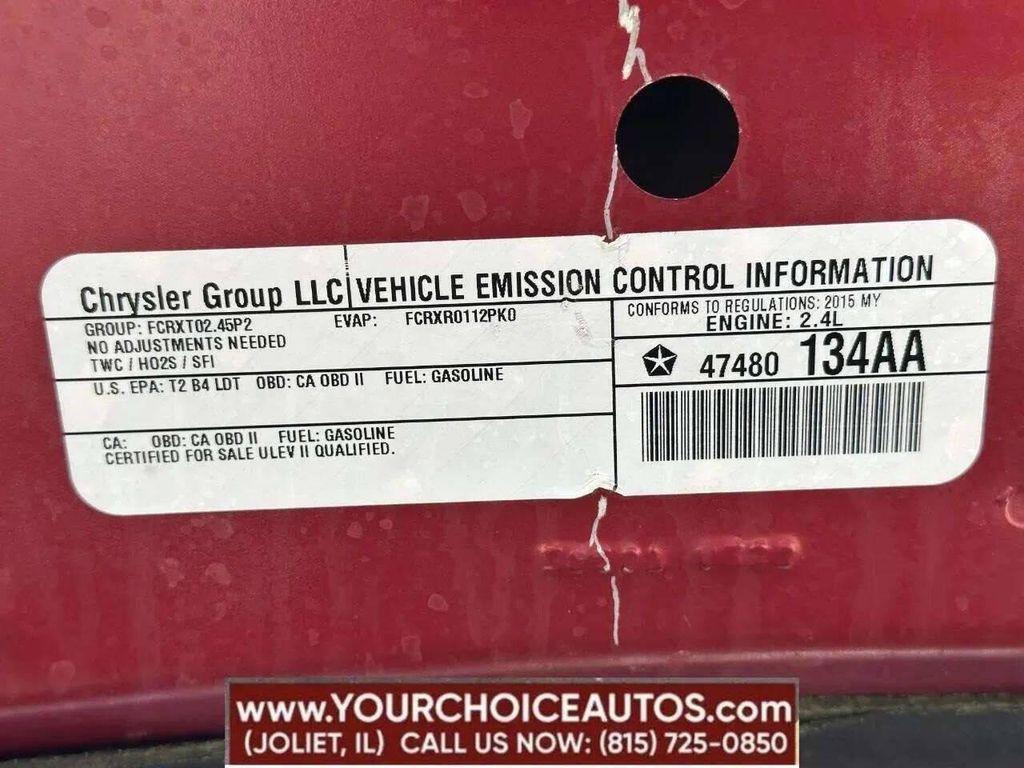 Chrysler Group LLC VEHICLE EMISSION CONTROL INFORMATION
GROUP: FCRXT02.45P2 EVAP: FCRXR0112PK0
NO ADJUSTMENTS NEEDED
TWC / HO2S / SFI
U.S. EPA: T2 B4 LDT OBD: CA OBD II FUEL: GASOLINE
CA: OBD: CA OBD II FUEL: GASOLINE
CERTIFIED FOR SALE ULEV II QUALIFIED.
CONFORMS TO REGULATIONS: 2015 MY
ENGINE: 2.4L
47480 134AA
www.YOURCHOICEAUTOS.com
(JOLIET, IL) CALL US NOW: (815) 725-0850